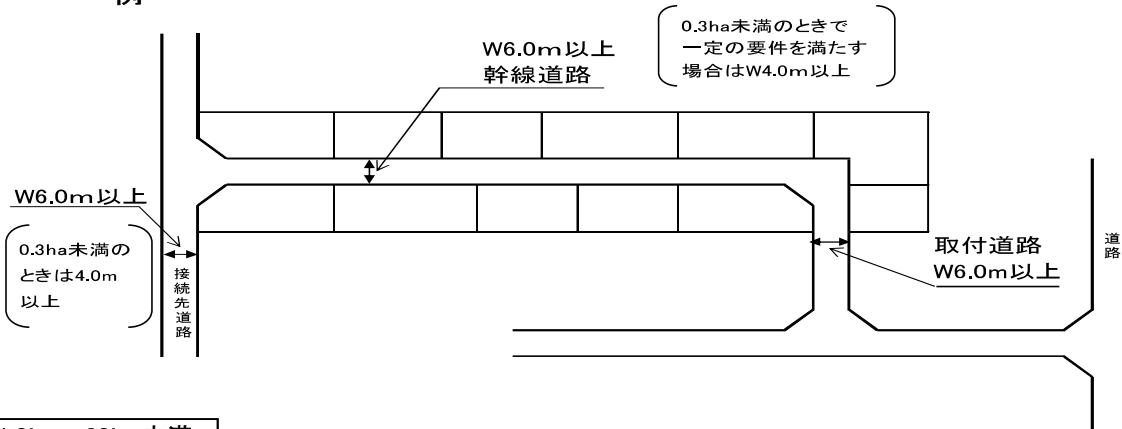 例
0.3ha未満のときで
一定の要件を満たす
場合はW4.0m以上
W6.0m以上
幹線道路
W6.0m以上
0.3ha未満の
ときは4.0m
以上
接続先道路
取付道路
W6.0m以上
道路